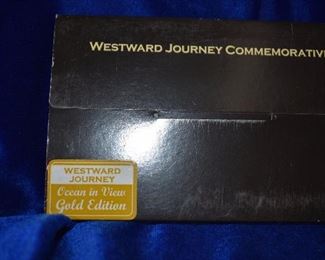 WESTWARD JOURNEY COMMEMORATIVE
WESTWARD
JOURNEY
Ocean in View
Gold Edition